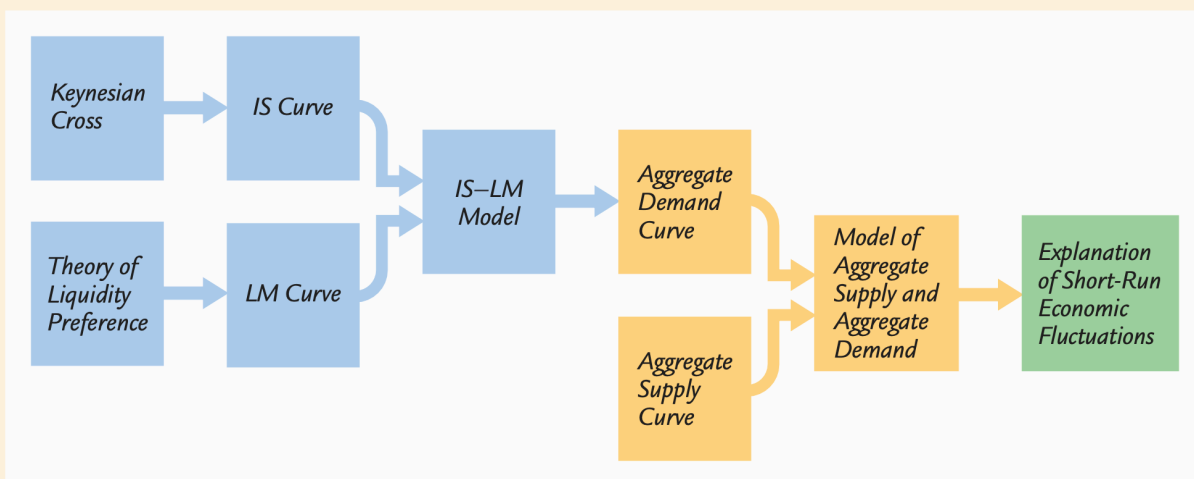 Keynesian
Cross
IS Curve
Theory of
Liquidity
Preference
LM Curve
IS–LM
Model
Aggregate
Demand
Curve
Aggregate
Supply
Curve
Model of
Aggregate
Supply and
Aggregate
Demand
Explanation
of Short-Run
Economic
Fluctuations